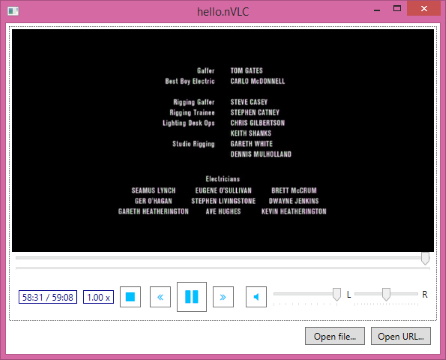 hello.nVLC
Gaffer TOM GATES
Best Boy Electric CARLO McDONNELL
Rigging Gaffer STEVE CASEY
Rigging Trainee STEPHEN CATNEY
Lighting Desk Ops CHRIS GILBERTSON
KEITH SHANKS
Studio Rigging GARETH WHITE
DENNIS MULHOLLAND
Electricians
SEAMUS LYNCH EUGENE O'SULLIVAN BRETT McCRUM
GER O'HAGAN STEPHEN LIVINGSTONE DWAYNE JENKINS
GARETH HEATHERINGTON AVE HUGHES KEVIN HEATHERINGTON
58:31 / 59:08 1.00 x L R
Open file... Open URL...